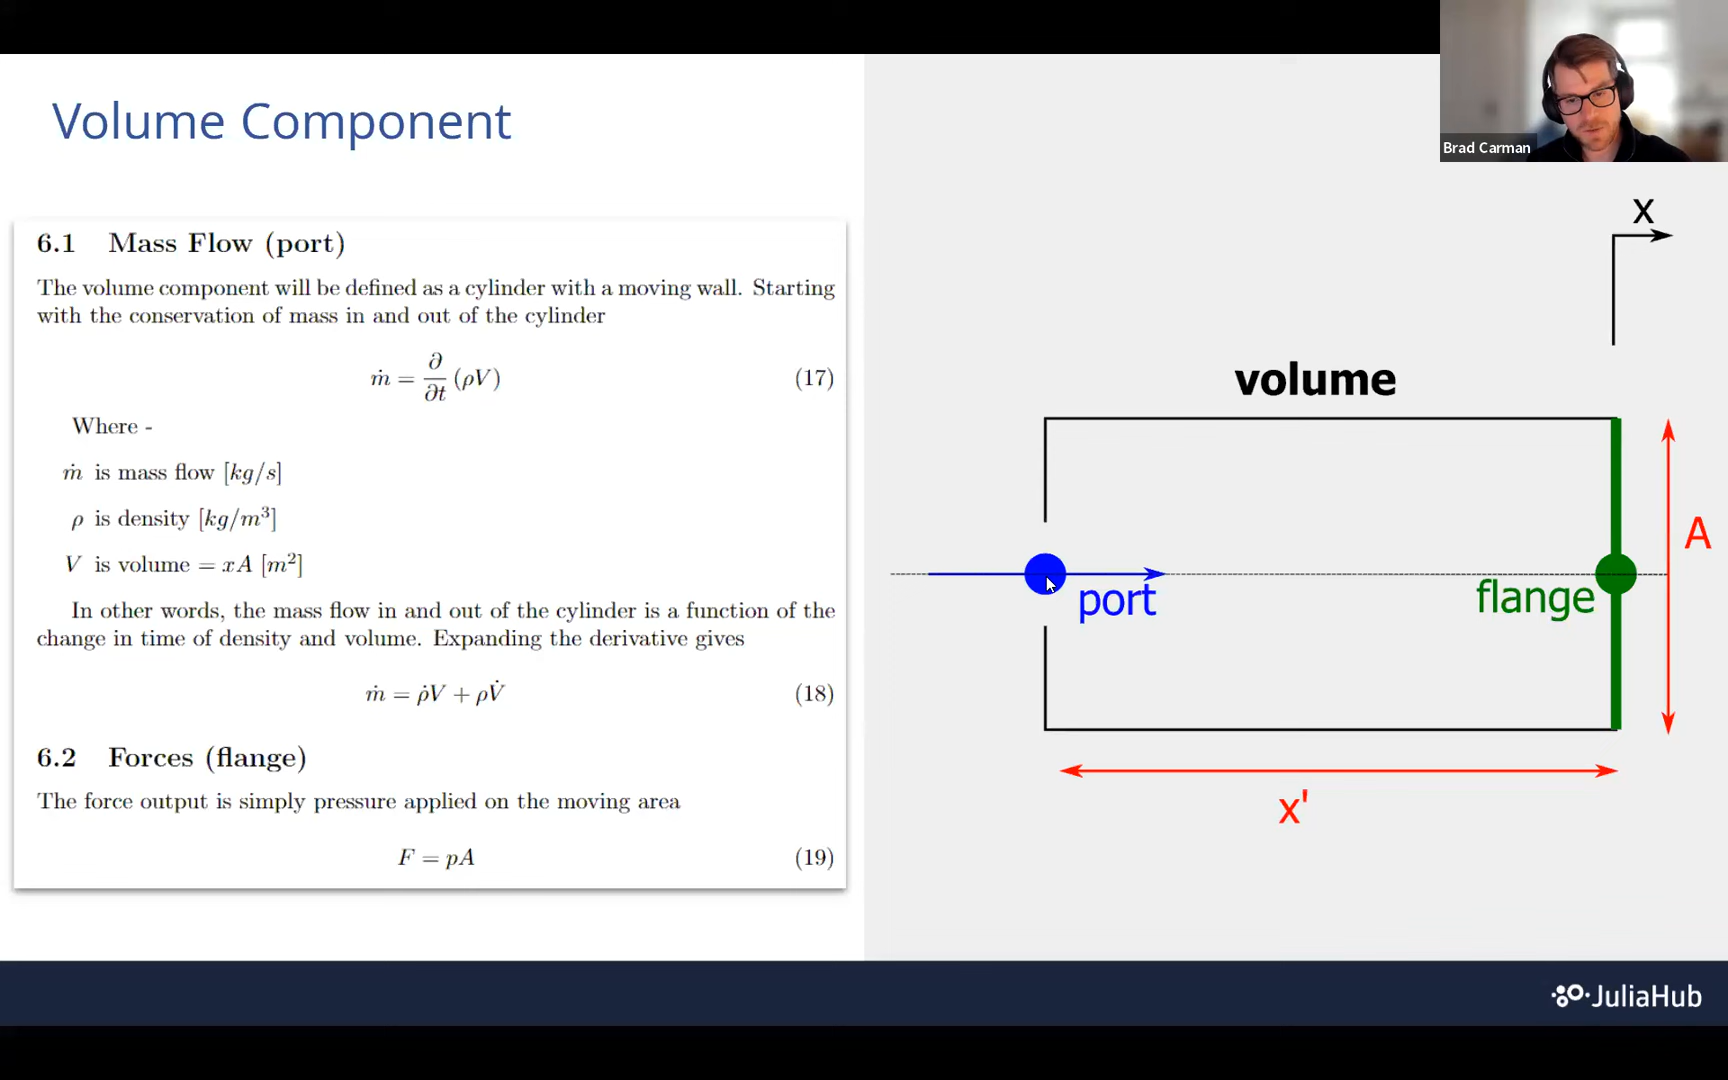 Volume Component
Brad Carman
6.1 Mass Flow (port)
The volume component will be defined as a cylinder with a moving wall. Starting
with the conservation of mass in and out of the cylinder
ṁ = ∂/∂t (ρV) (17)
Where -
ṁ is mass flow [kg/s]
ρ is density [kg/m³]
V is volume = xA [m²]
In other words, the mass flow in and out of the cylinder is a function of the
change in time of density and volume. Expanding the derivative gives
ṁ = ρ̇V + ρV̇ (18)
6.2 Forces (flange)
The force output is simply pressure applied on the moving area
F = pA (19)
x
volume
A
port
flange
x'
JuliaHub